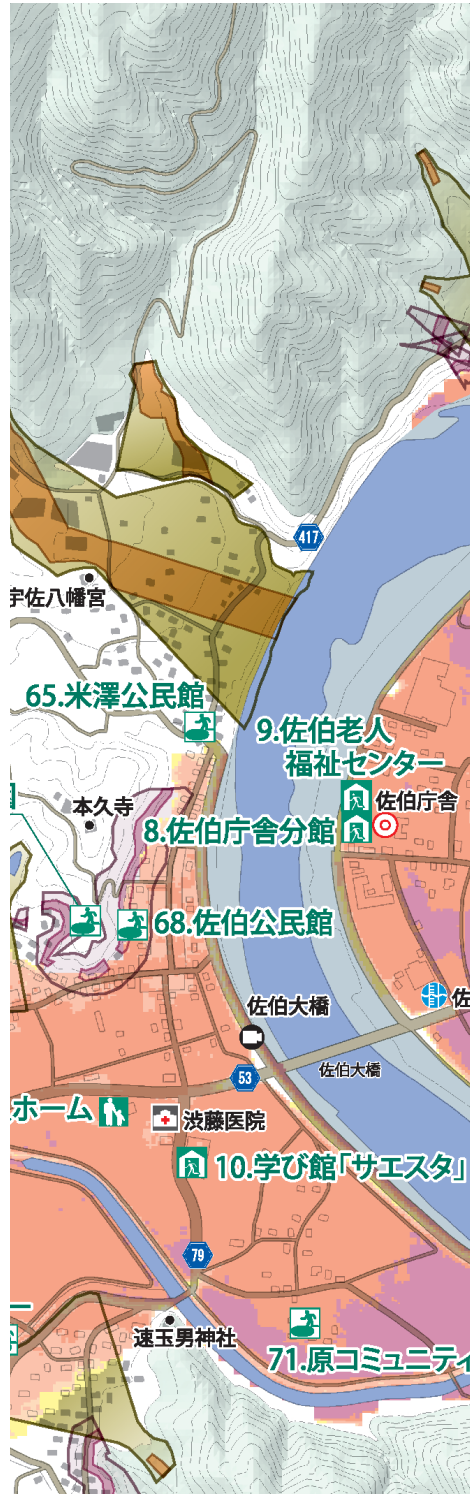 417
宇佐八幡宮
65.米澤公民館
9.佐伯老人
福祉センター
佐伯庁舎
本久寺
8.佐伯庁舎分館
68.佐伯公民館
佐
佐伯大橋
佐伯大橋
53
ホーム
渋藤医院
10.学び館「サエスタ」
79
ー
速玉男神社
71.原コミュニティ